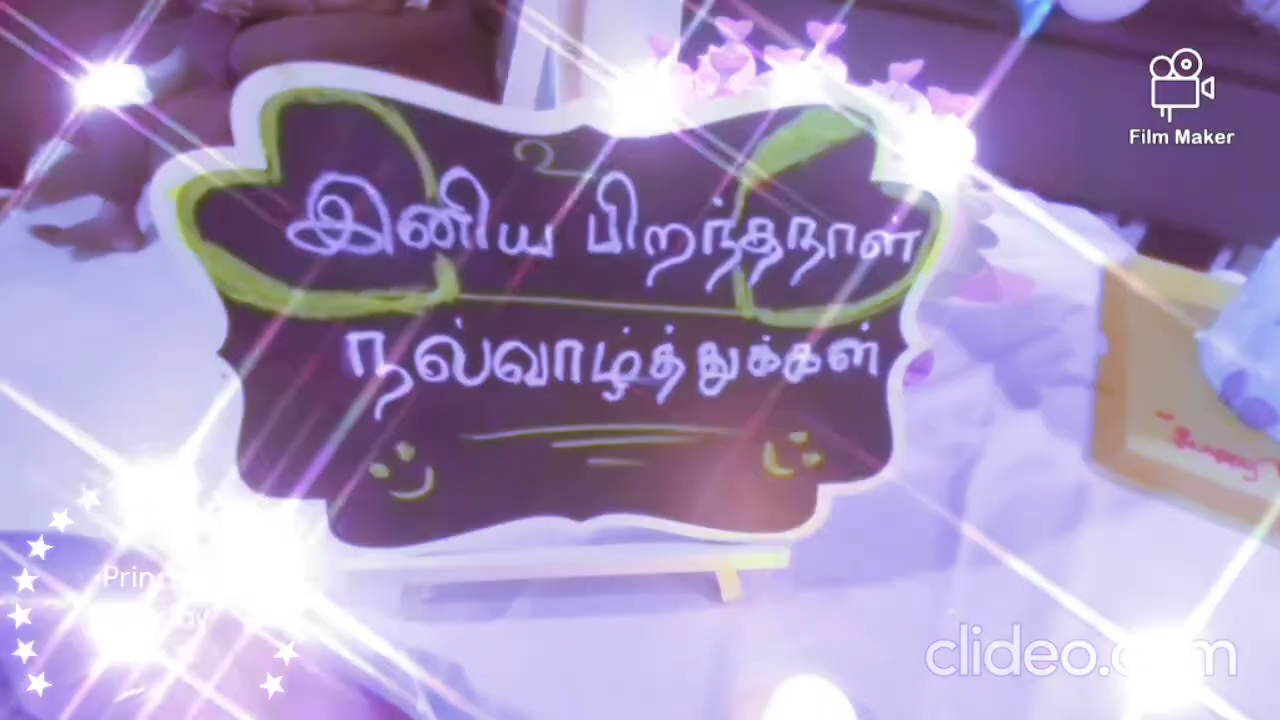 Film Maker
உ
இனிய பிறந்தநாள
நல்வாழ்த்துக்கள்
clideo.com